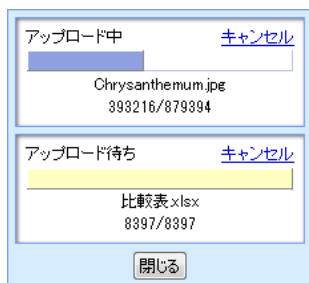 アップロード中 キャンセル
Chrysanthemum.jpg
393216/879394
アップロード待ち キャンセル
比較表.xlsx
8397/8397
閉じる